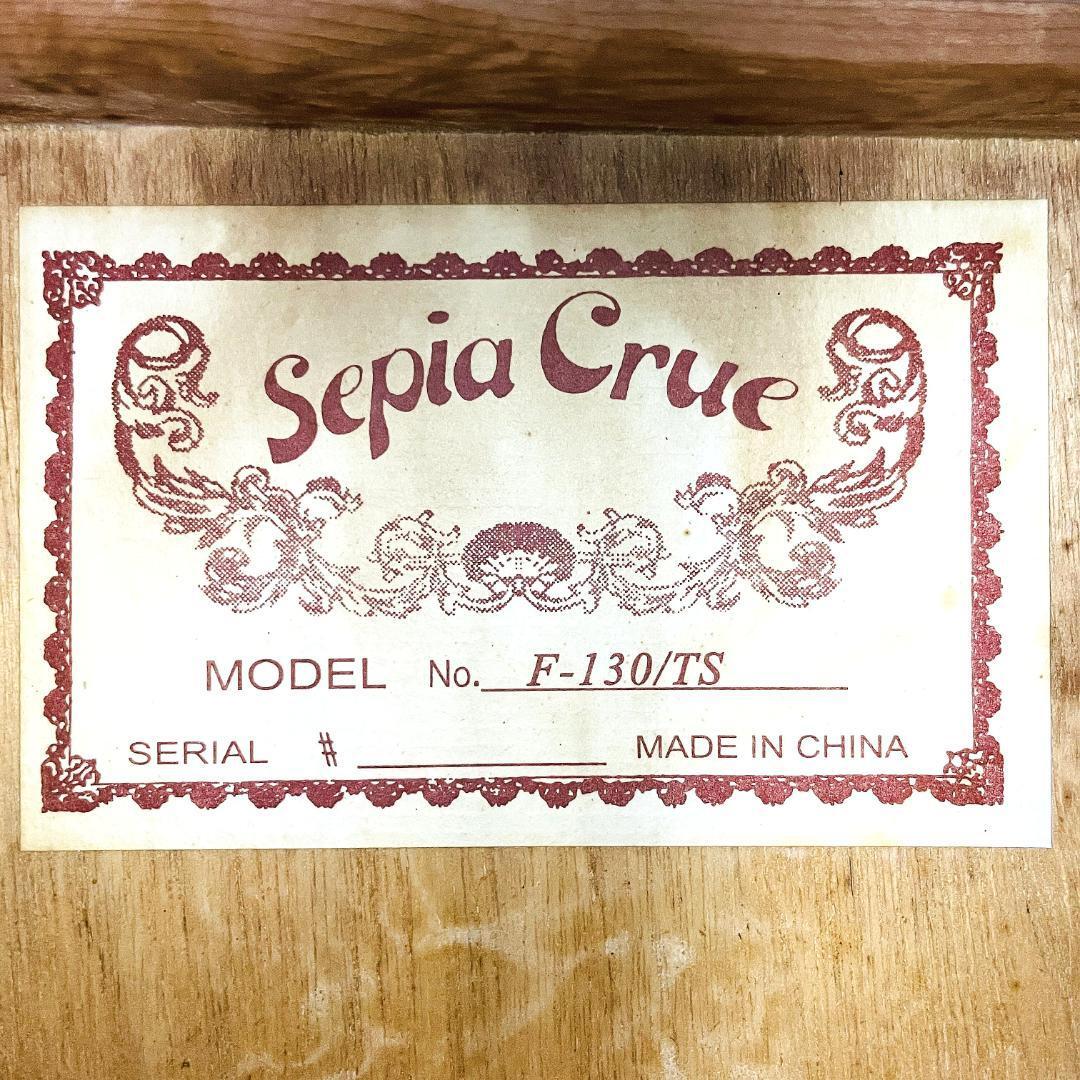 Sepia Crue
MODEL No. F-130/TS
SERIAL # MADE IN CHINA